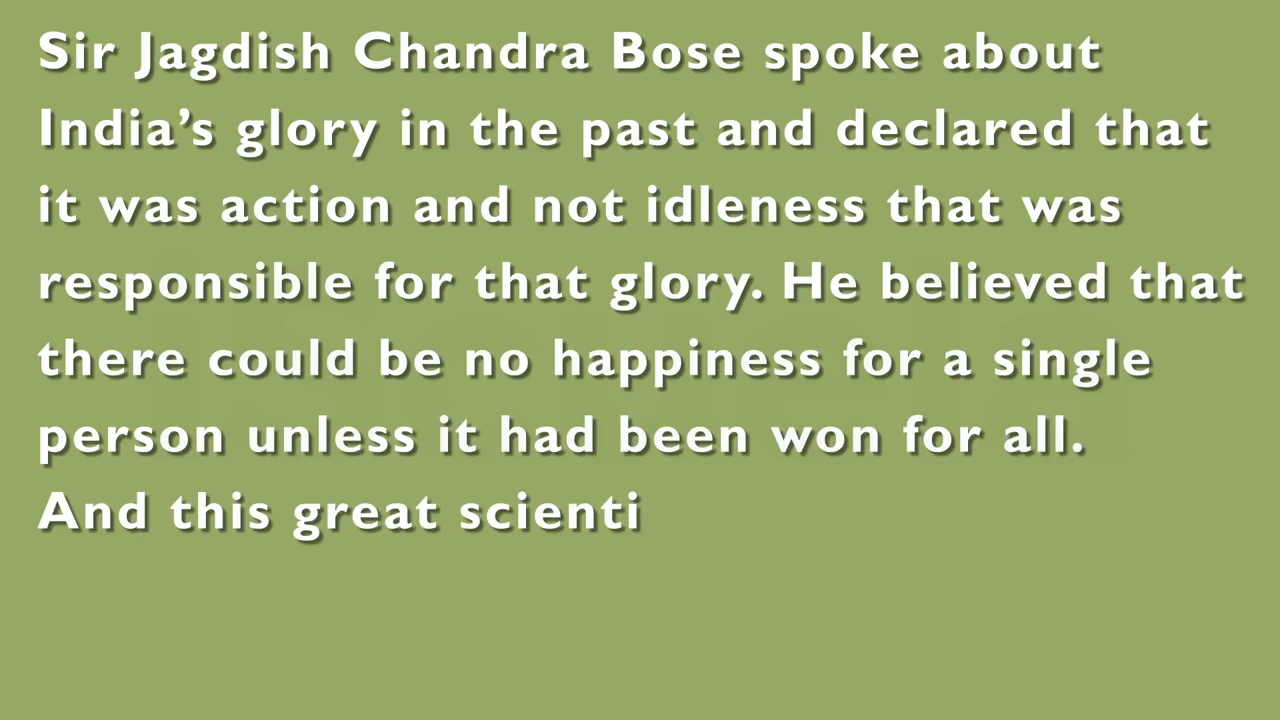 Sir Jagdish Chandra Bose spoke about
India’s glory in the past and declared that
it was action and not idleness that was
responsible for that glory. He believed that
there could be no happiness for a single
person unless it had been won for all.
And this great scienti